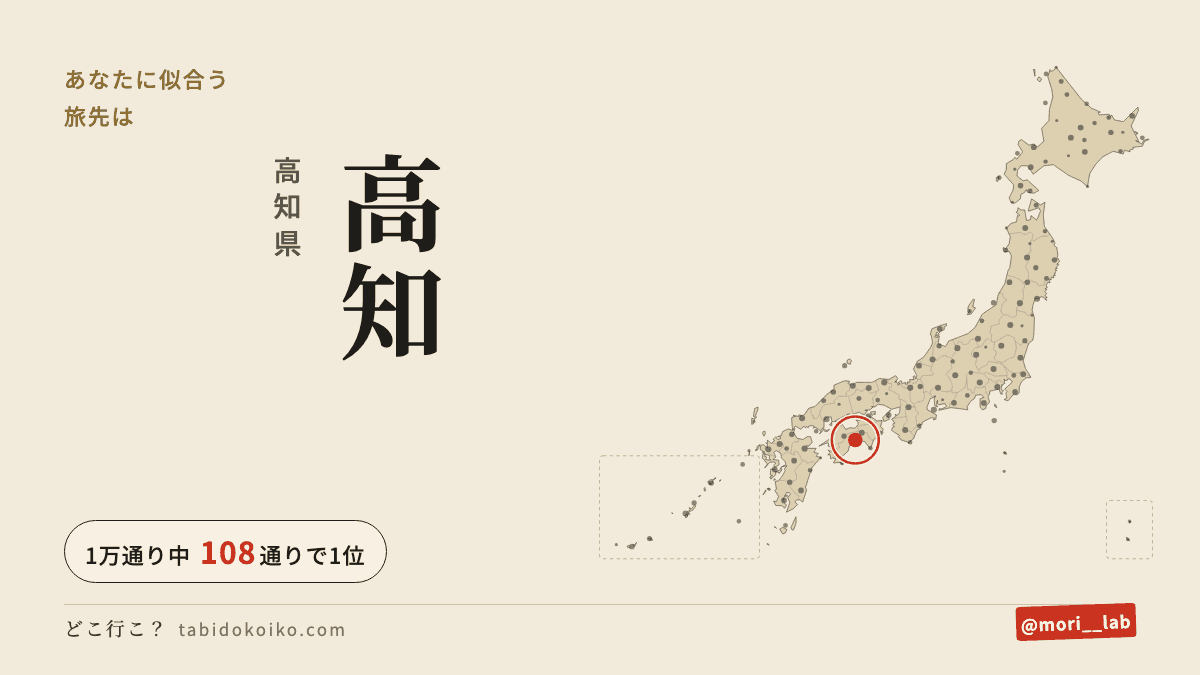 あなたに似合う
旅先は
高知
高知県
1万通り中 108通りで1位
どこ行こ？ tabidokoiko.com
@mori__lab